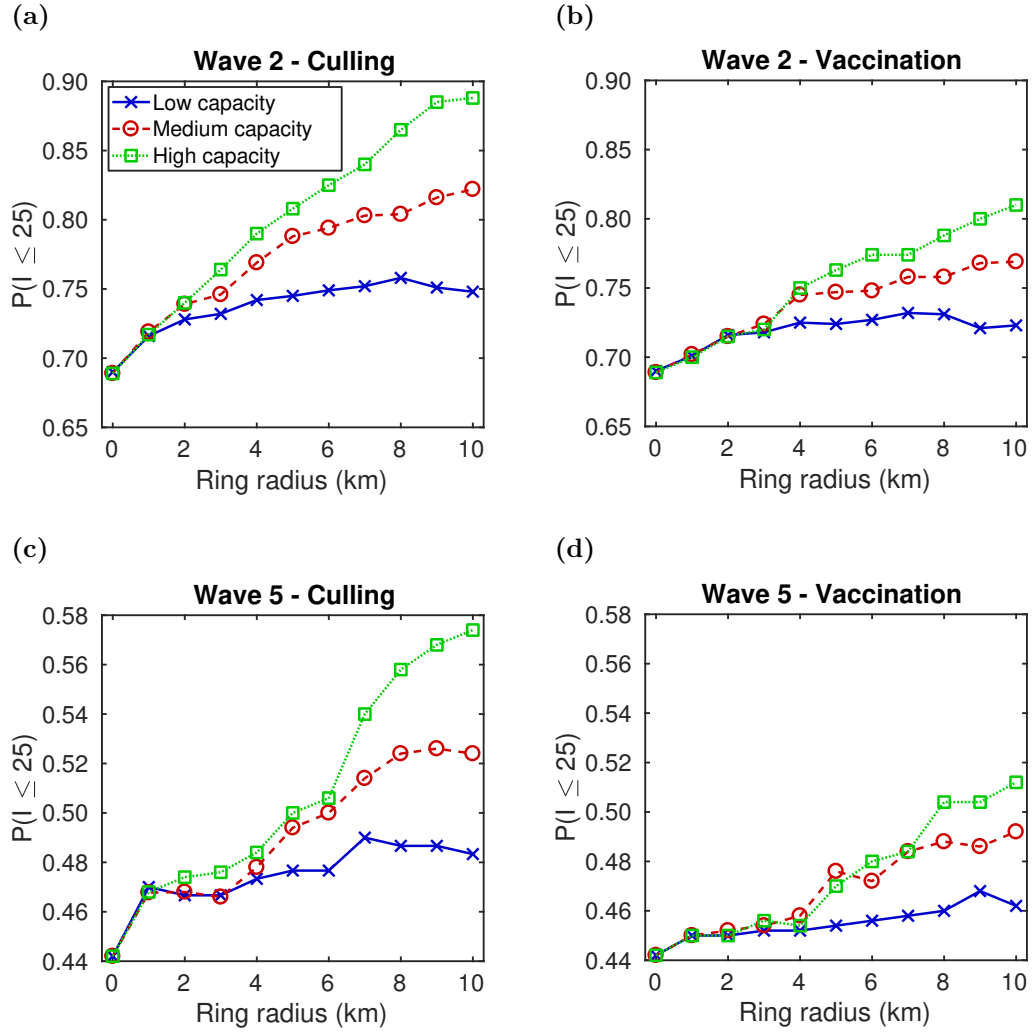 (a)
Wave 2 - Culling
P(I ≤ 25)
0.90
0.85
0.80
0.75
0.70
0.65
Low capacity
Medium capacity
High capacity
0 2 4 6 8 10
Ring radius (km)
(b)
Wave 2 - Vaccination
P(I ≤ 25)
0.90
0.85
0.80
0.75
0.70
0.65
0 2 4 6 8 10
Ring radius (km)
(c)
Wave 5 - Culling
P(I ≤ 25)
0.58
0.56
0.54
0.52
0.50
0.48
0.46
0.44
0 2 4 6 8 10
Ring radius (km)
(d)
Wave 5 - Vaccination
P(I ≤ 25)
0.58
0.56
0.54
0.52
0.50
0.48
0.46
0.44
0 2 4 6 8 10
Ring radius (km)